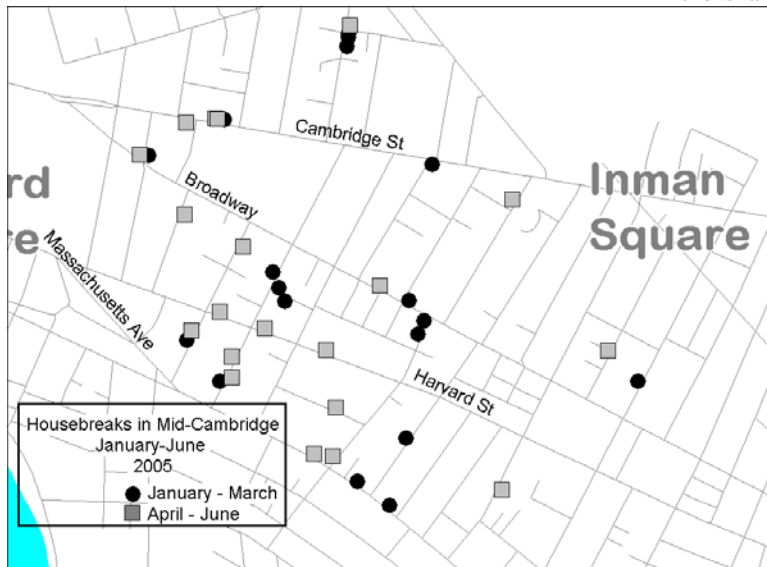 Cambridge St
Inman
Square
rd
e
Broadway
Massachusetts Ave
Harvard St
Housebreaks in Mid-Cambridge
January-June
2005
January - March
April - June